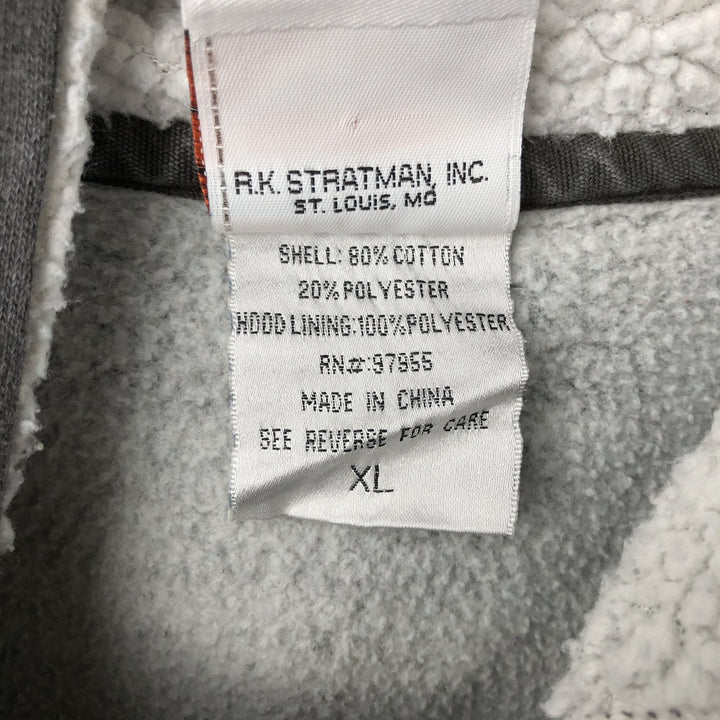 R.K. STRATMAN, INC.
ST. LOUIS, MO
SHELL: 80% COTTON
20% POLYESTER
HOOD LINING:100%POLYESTER
RN#:97955
MADE IN CHINA
SEE REVERSE FOR CARE
XL